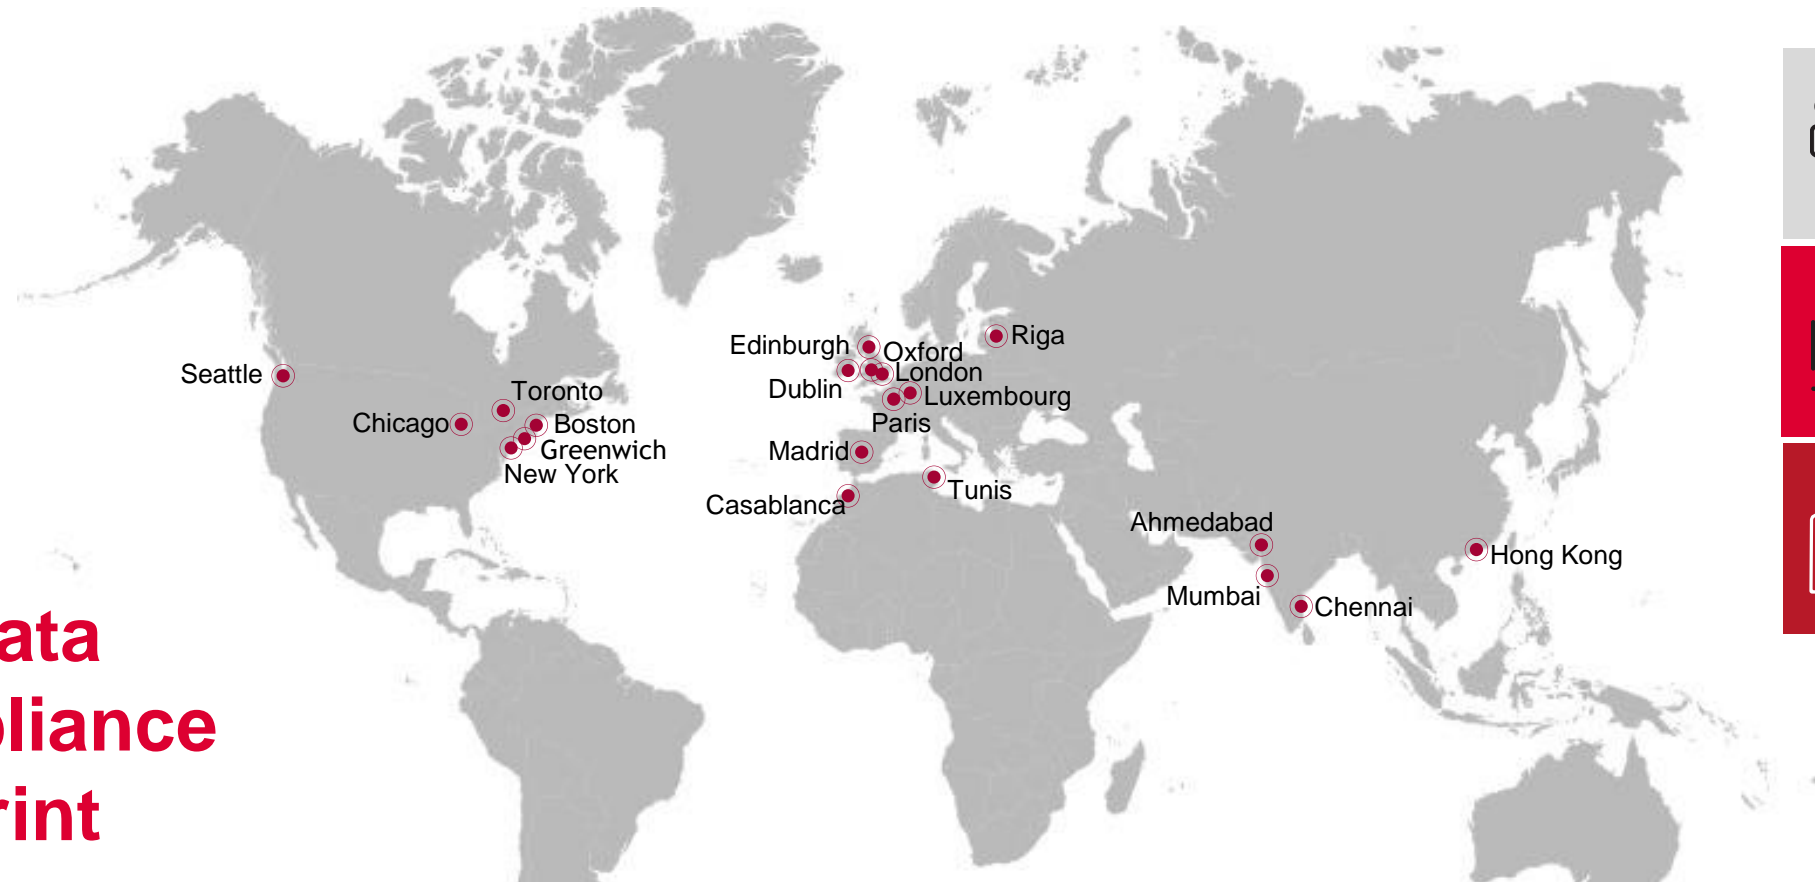 Edinburgh
Oxford
Riga
Seattle
London
Toronto
Dublin
Luxembourg
Chicago
Boston
Paris
Greenwich
Madrid
New York
Tunis
Casablanca
Ahmedabad
Hong Kong
Mumbai
Chennai
ata
pliance
rint